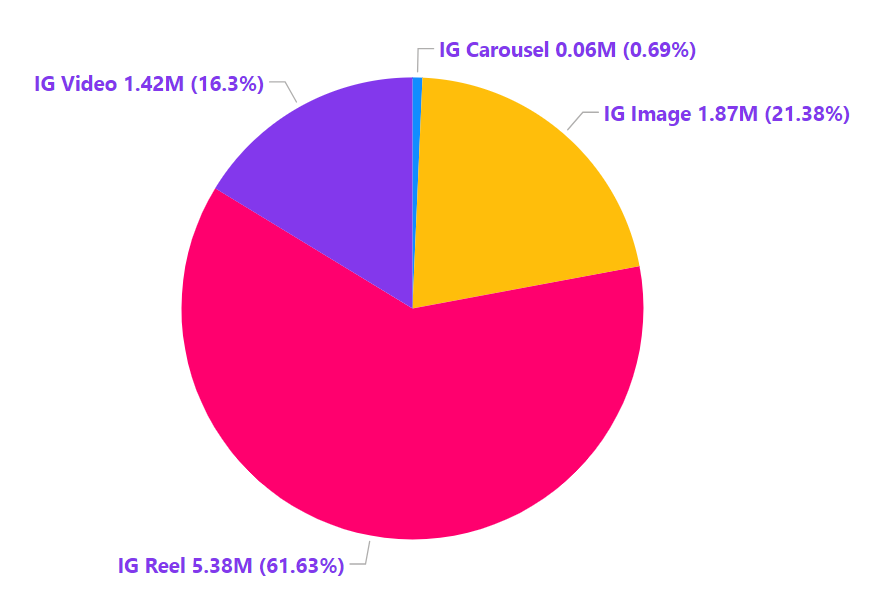 IG Carousel 0.06M (0.69%)
IG Video 1.42M (16.3%)
IG Image 1.87M (21.38%)
IG Reel 5.38M (61.63%)